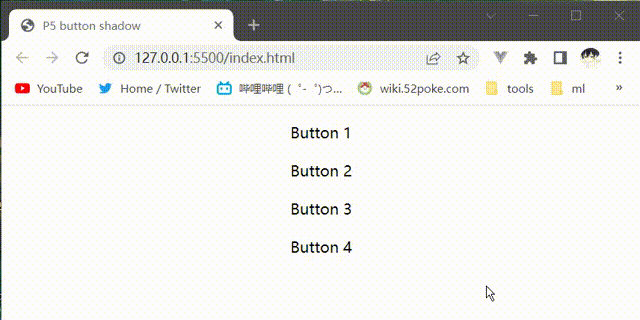 P5 button shadow
127.0.0.1:5500/index.html
YouTube Home / Twitter 哔哩哔哩 (゜-゜)つ... wiki.52poke.com tools ml »
Button 1
Button 2
Button 3
Button 4